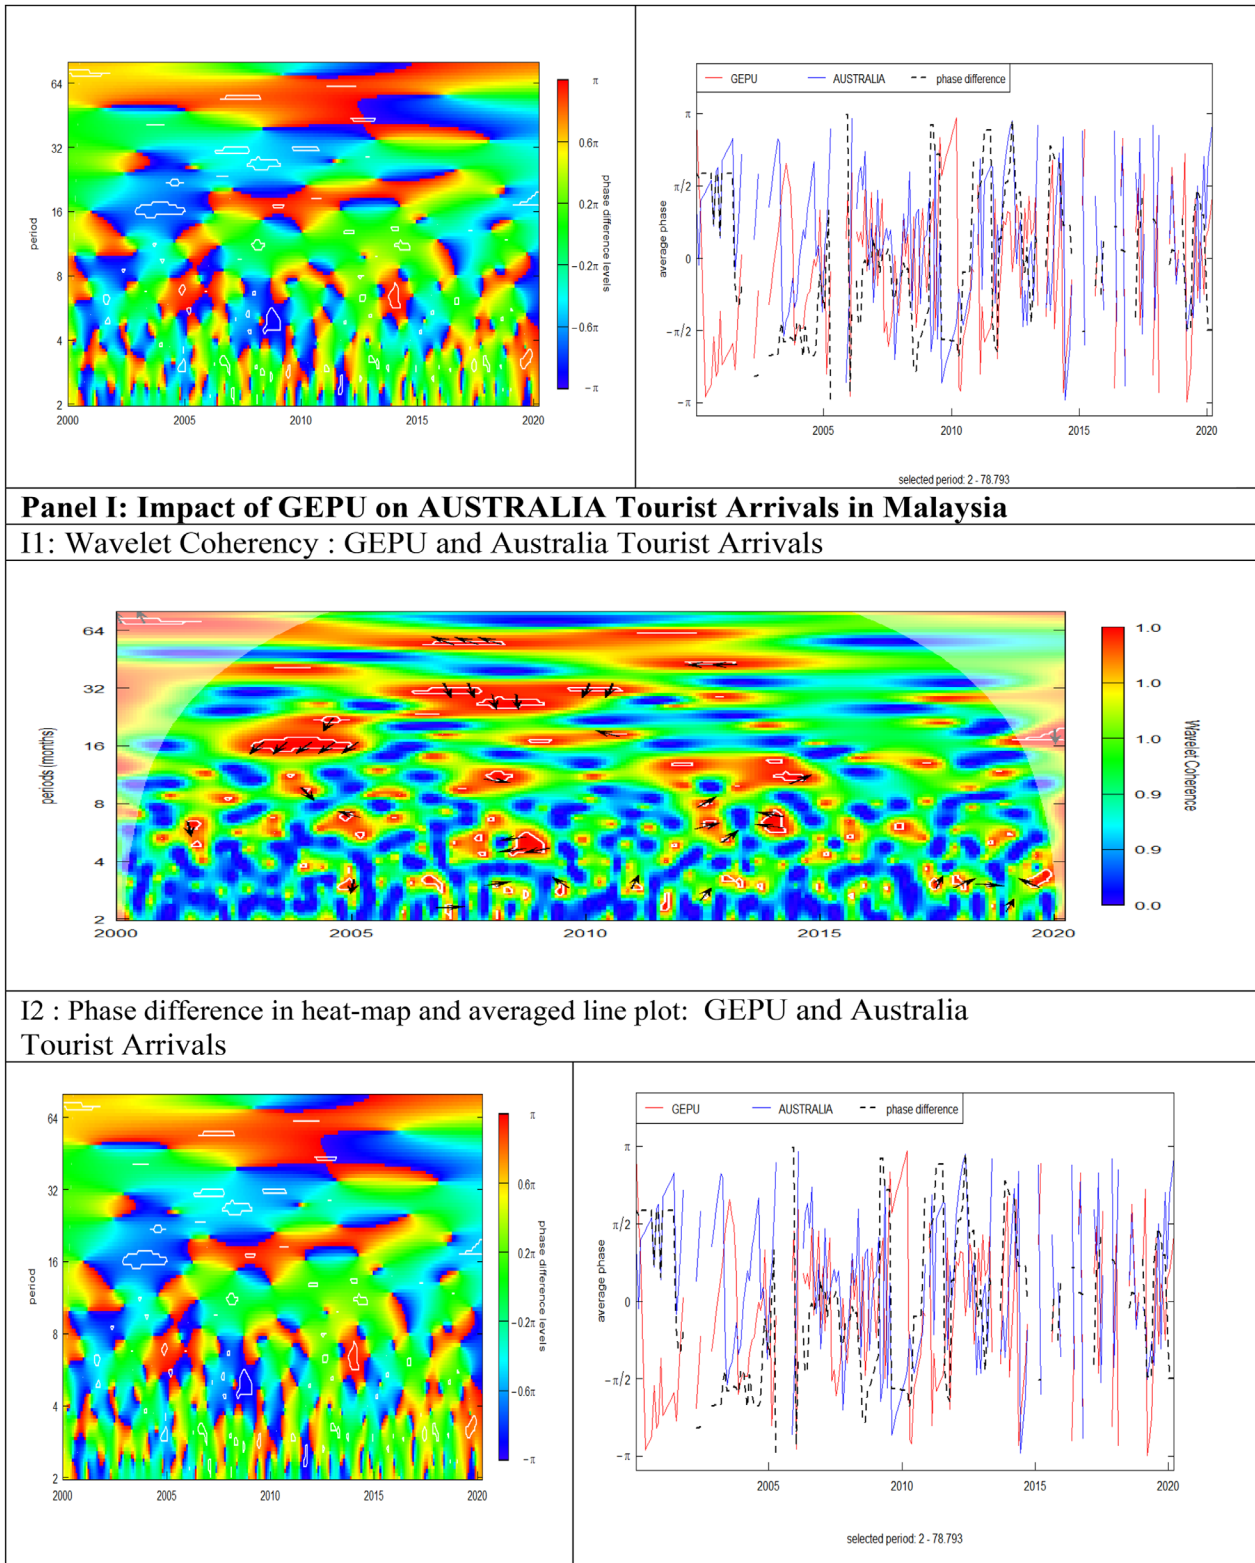 64
32
16
8
4
2
period
2000
2005
2010
2015
2020
π
0.6π
0.2π
−0.2π
−0.6π
−π
phase difference levels
GEPU
AUSTRALIA
phase difference
π
π/2
0
−π/2
−π
average phase
2005
2010
2015
2020
selected period: 2 - 78.793
Panel I: Impact of GEPU on AUSTRALIA Tourist Arrivals in Malaysia
I1: Wavelet Coherency : GEPU and Australia Tourist Arrivals
64
32
16
8
4
2
periods (months)
2000
2005
2010
2015
2020
1.0
1.0
1.0
0.9
0.9
0.0
Wavelet Coherence
I2 : Phase difference in heat-map and averaged line plot: GEPU and Australia
Tourist Arrivals
64
32
16
8
4
2
period
2000
2005
2010
2015
2020
π
0.6π
0.2π
−0.2π
−0.6π
−π
phase difference levels
GEPU
AUSTRALIA
phase difference
π
π/2
0
−π/2
−π
average phase
2005
2010
2015
2020
selected period: 2 - 78.793